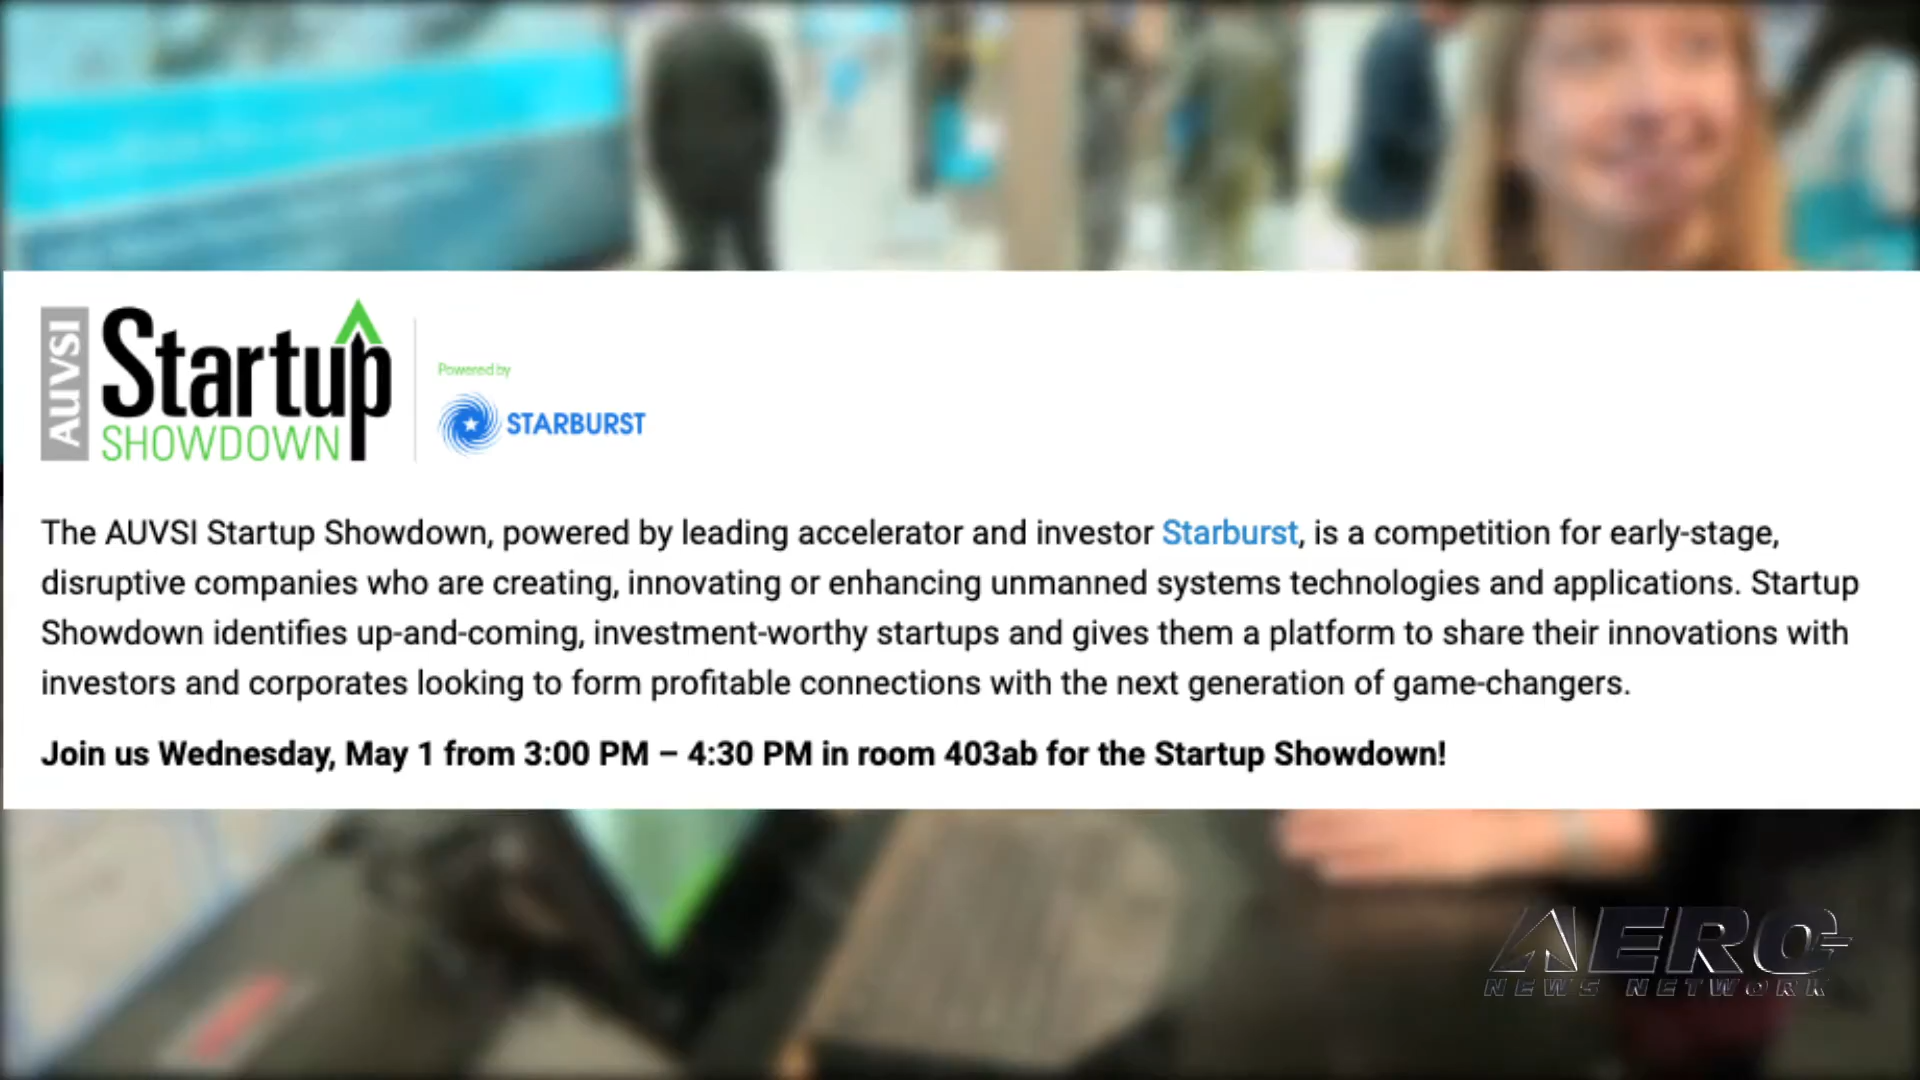 AUVSI
Startup
SHOWDOWN
Powered by
STARBURST
The AUVSI Startup Showdown, powered by leading accelerator and investor Starburst, is a competition for early-stage,
disruptive companies who are creating, innovating or enhancing unmanned systems technologies and applications. Startup
Showdown identifies up-and-coming, investment-worthy startups and gives them a platform to share their innovations with
investors and corporates looking to form profitable connections with the next generation of game-changers.
Join us Wednesday, May 1 from 3:00 PM – 4:30 PM in room 403ab for the Startup Showdown!
AERO
NEWS NETWORK